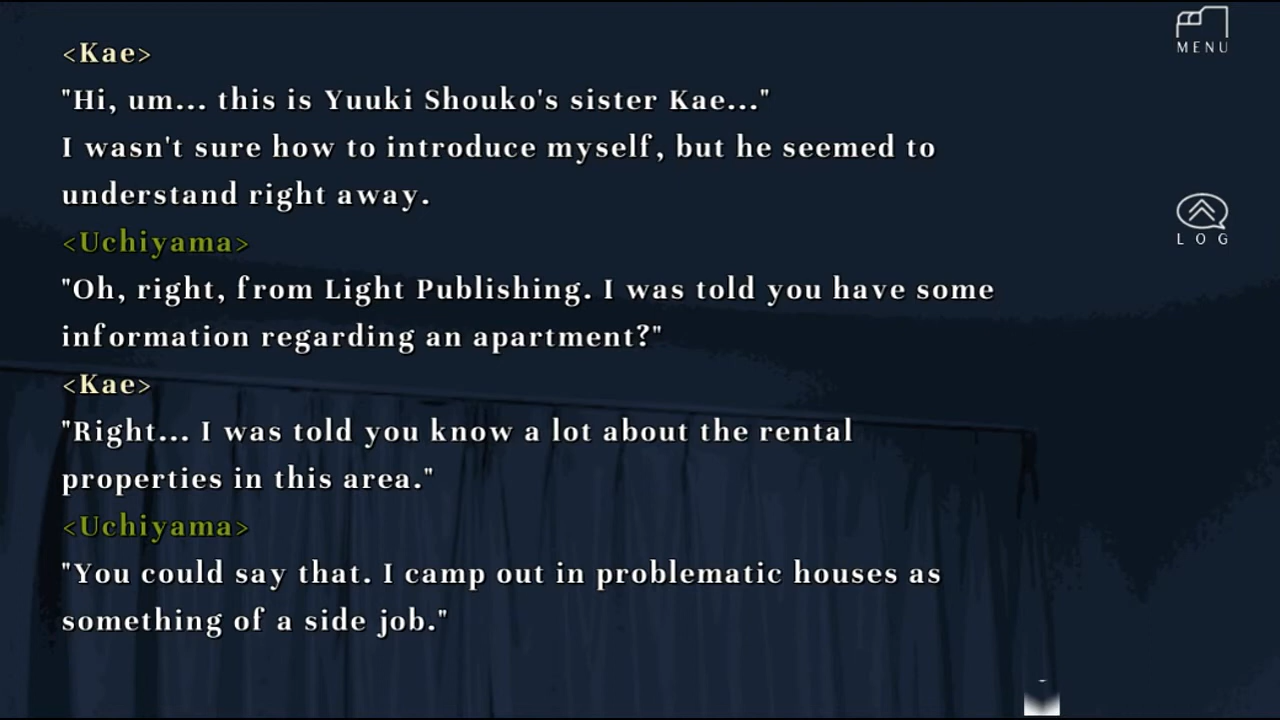 <Kae>
"Hi, um... this is Yuuki Shouko's sister Kae..."
I wasn't sure how to introduce myself, but he seemed to
understand right away.
<Uchiyama>
"Oh, right, from Light Publishing. I was told you have some
information regarding an apartment?"
<Kae>
"Right... I was told you know a lot about the rental
properties in this area."
<Uchiyama>
"You could say that. I camp out in problematic houses as
something of a side job."
MENU
LOG